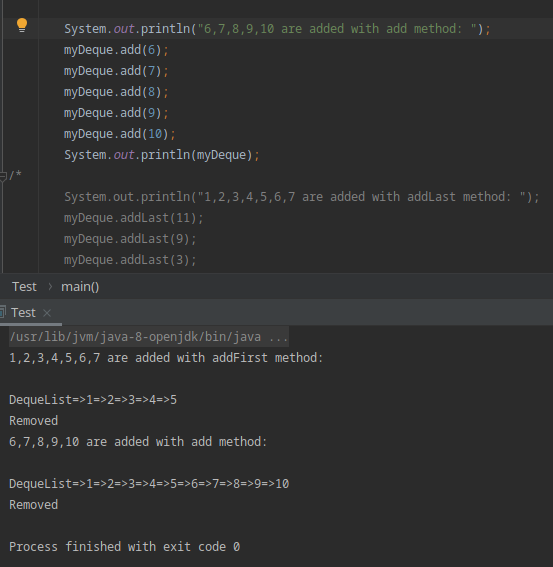 System.out.println("6,7,8,9,10 are added with add method: ");
myDeque.add(6);
myDeque.add(7);
myDeque.add(8);
myDeque.add(9);
myDeque.add(10);
System.out.println(myDeque);
/*
System.out.println("1,2,3,4,5,6,7 are added with addLast method: ");
myDeque.addLast(11);
myDeque.addLast(9);
myDeque.addLast(3);
Test > main()
Test ×
/usr/lib/jvm/java-8-openjdk/bin/java ...
1,2,3,4,5,6,7 are added with addFirst method:
DequeList=>1=>2=>3=>4=>5
Removed
6,7,8,9,10 are added with add method:
DequeList=>1=>2=>3=>4=>5=>6=>7=>8=>9=>10
Removed
Process finished with exit code 0